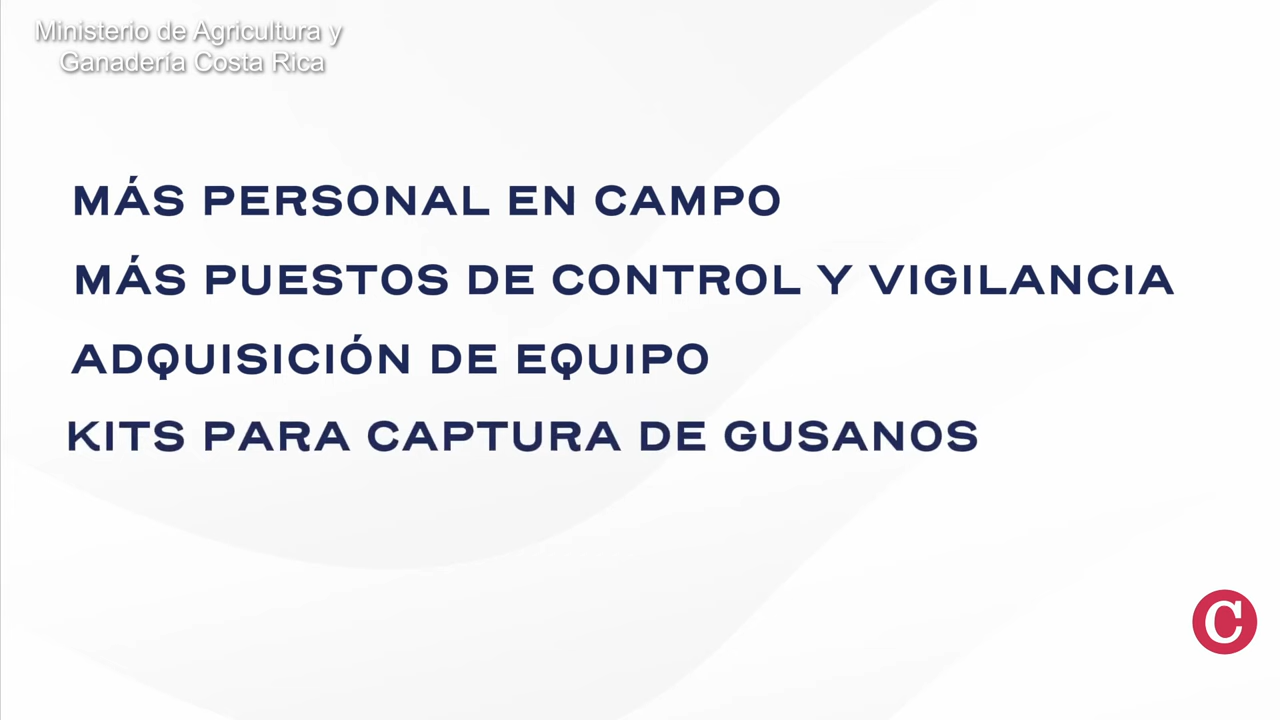 Ministerio de Agricultura y
Ganadería Costa Rica
MÁS PERSONAL EN CAMPO
MÁS PUESTOS DE CONTROL Y VIGILANCIA
ADQUISICIÓN DE EQUIPO
KITS PARA CAPTURA DE GUSANOS
C